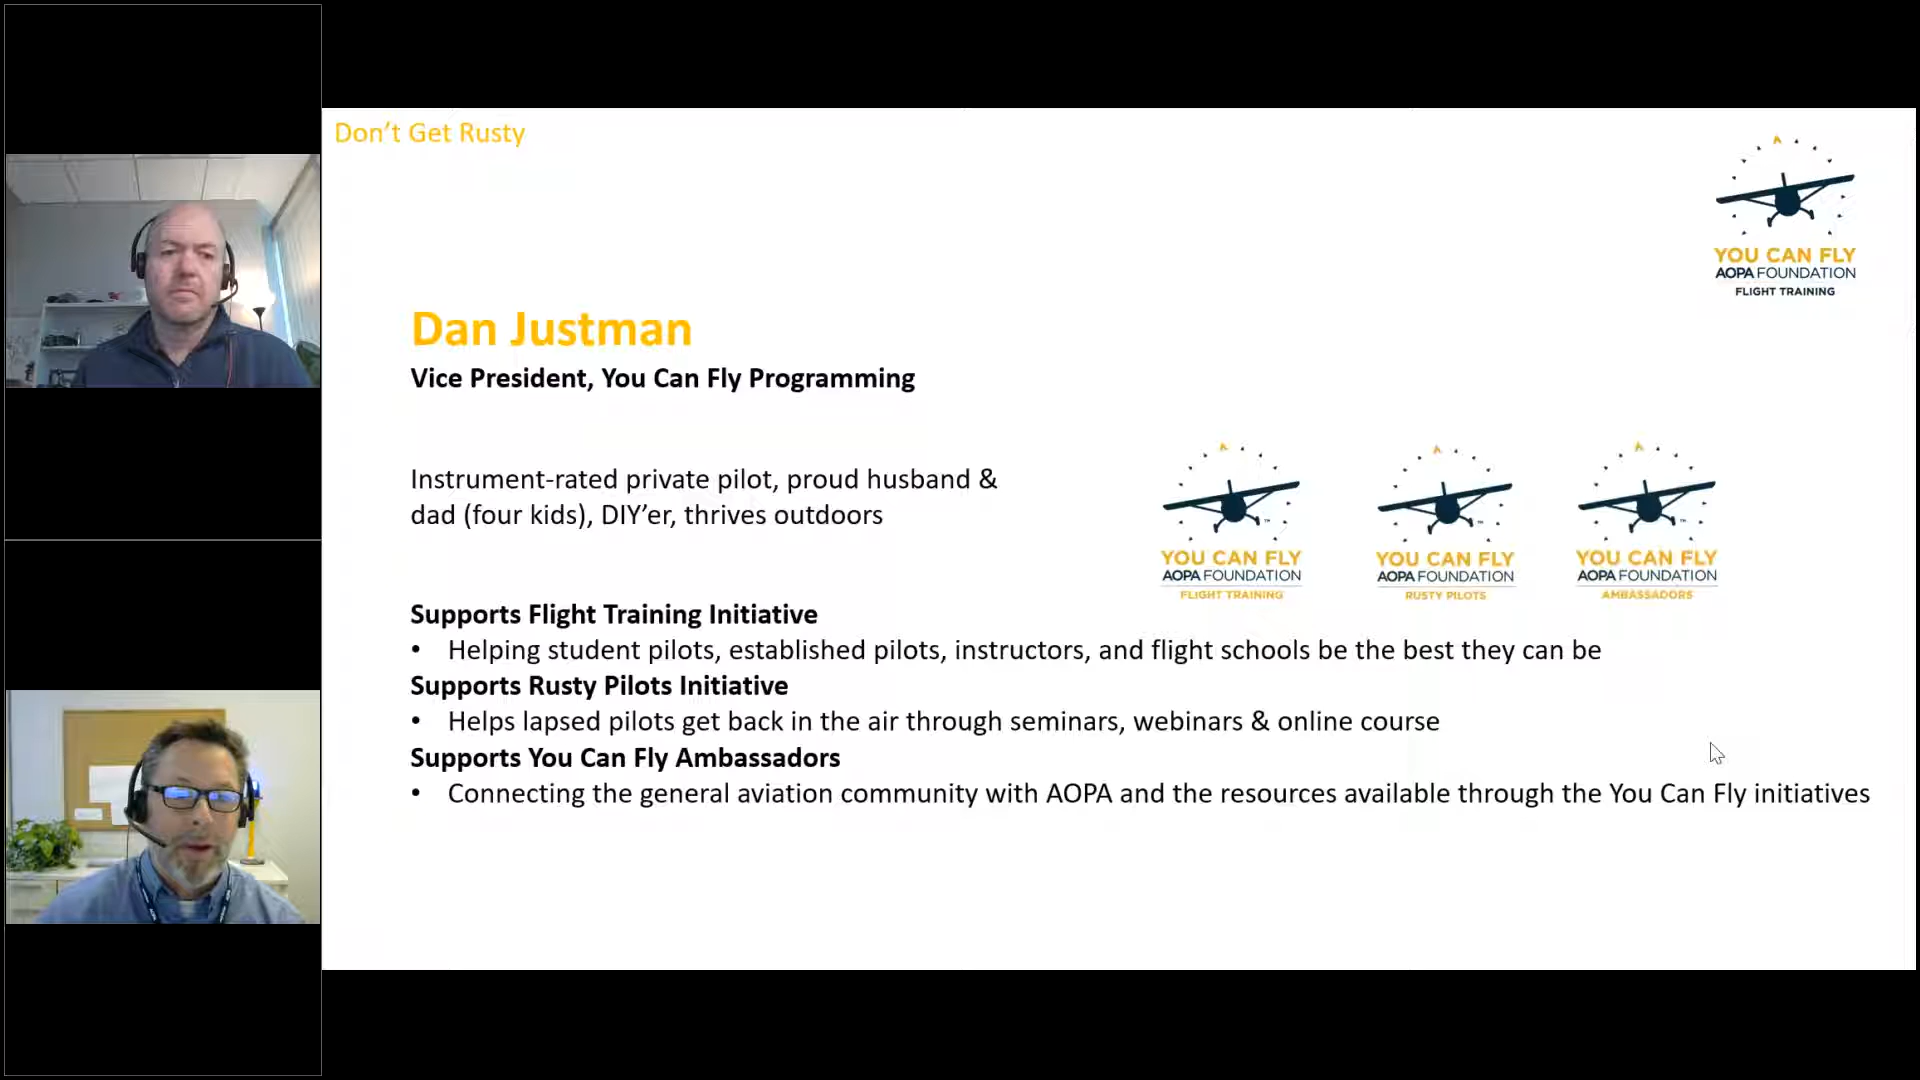 Don't Get Rusty
YOU CAN FLY
AOPA FOUNDATION
FLIGHT TRAINING
Dan Justman
Vice President, You Can Fly Programming
Instrument-rated private pilot, proud husband &
dad (four kids), DIY'er, thrives outdoors
YOU CAN FLY
AOPA FOUNDATION
FLIGHT TRAINING
YOU CAN FLY
AOPA FOUNDATION
RUSTY PILOTS
YOU CAN FLY
AOPA FOUNDATION
AMBASSADORS
Supports Flight Training Initiative
• Helping student pilots, established pilots, instructors, and flight schools be the best they can be
Supports Rusty Pilots Initiative
• Helps lapsed pilots get back in the air through seminars, webinars & online course
Supports You Can Fly Ambassadors
• Connecting the general aviation community with AOPA and the resources available through the You Can Fly initiatives